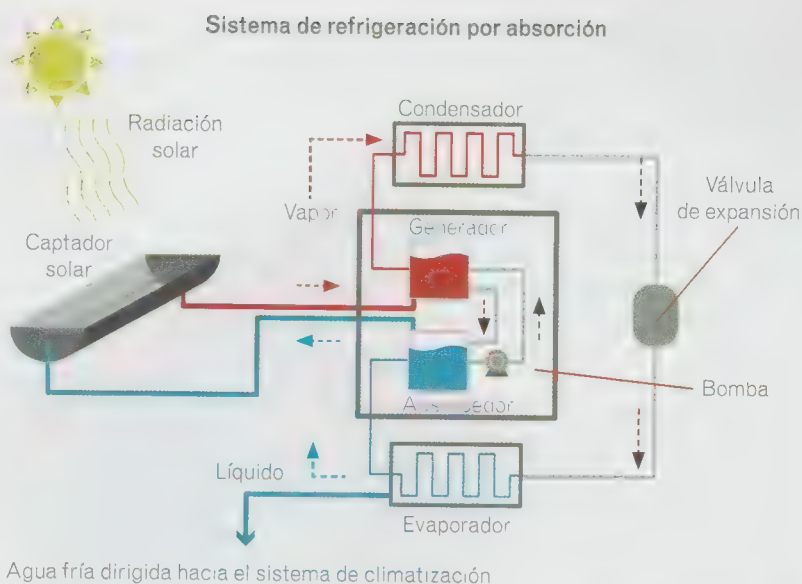 Sistema de refrigeración por absorción
Radiación
solar
Condensador
Válvula
de expansión
Vapor
Generador
Captador
solar
Bomba
Líquido
Evaporador
Agua fría dirigida hacia el sistema de climatización